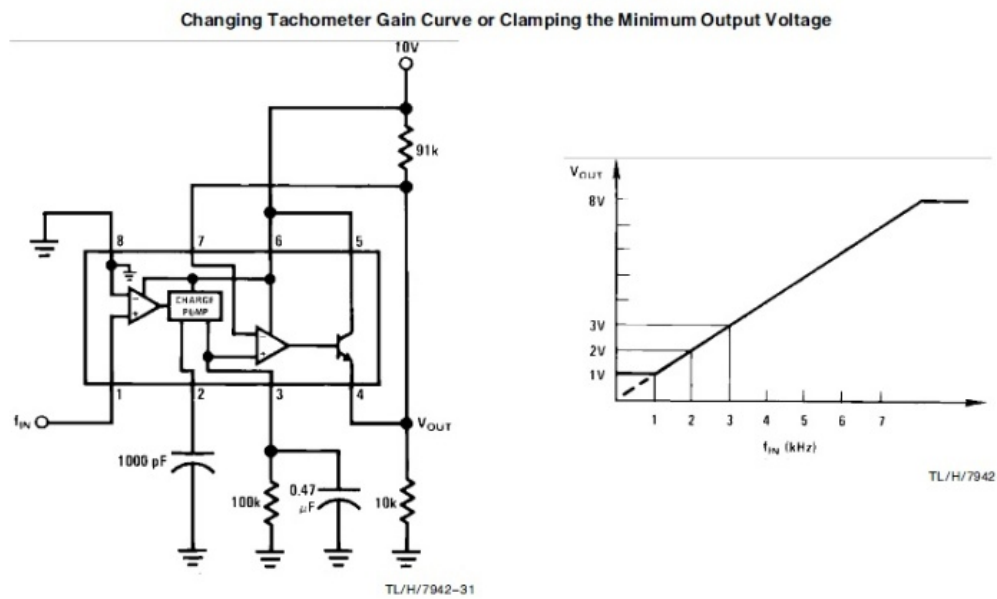 Changing Tachometer Gain Curve or Clamping the Minimum Output Voltage
10V
91k
8
7
6
5
CHARGE
PUMP
−
+
−
+
1
2
3
4
fIN
VOUT
1000 pF
100k
0.47
μF
10k
TL/H/7942–31
VOUT
8V
3V
2V
1V
1 2 3 4 5 6 7
fIN (kHz)
TL/H/7942